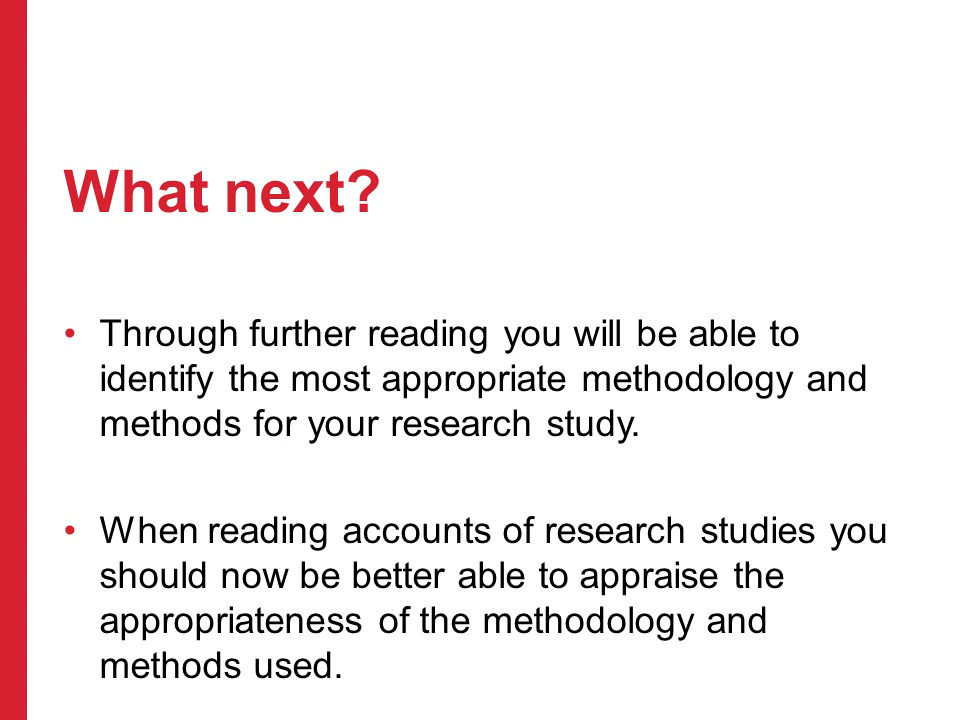 What next?
• Through further reading you will be able to
identify the most appropriate methodology and
methods for your research study.
• When reading accounts of research studies you
should now be better able to appraise the
appropriateness of the methodology and
methods used.